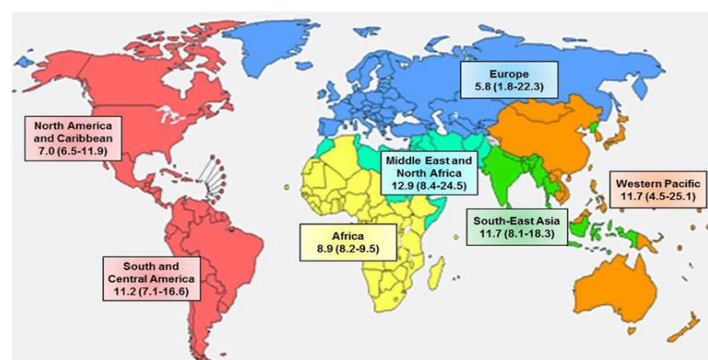 Europe
5.8 (1.8-22.3)
North America
and Caribbean
7.0 (6.5-11.9)
Middle East and
North Africa
12.9 (8.4-24.5)
Western Pacific
11.7 (4.5-25.1)
South-East Asia
11.7 (8.1-18.3)
Africa
8.9 (8.2-9.5)
South and
Central America
11.2 (7.1-16.6)